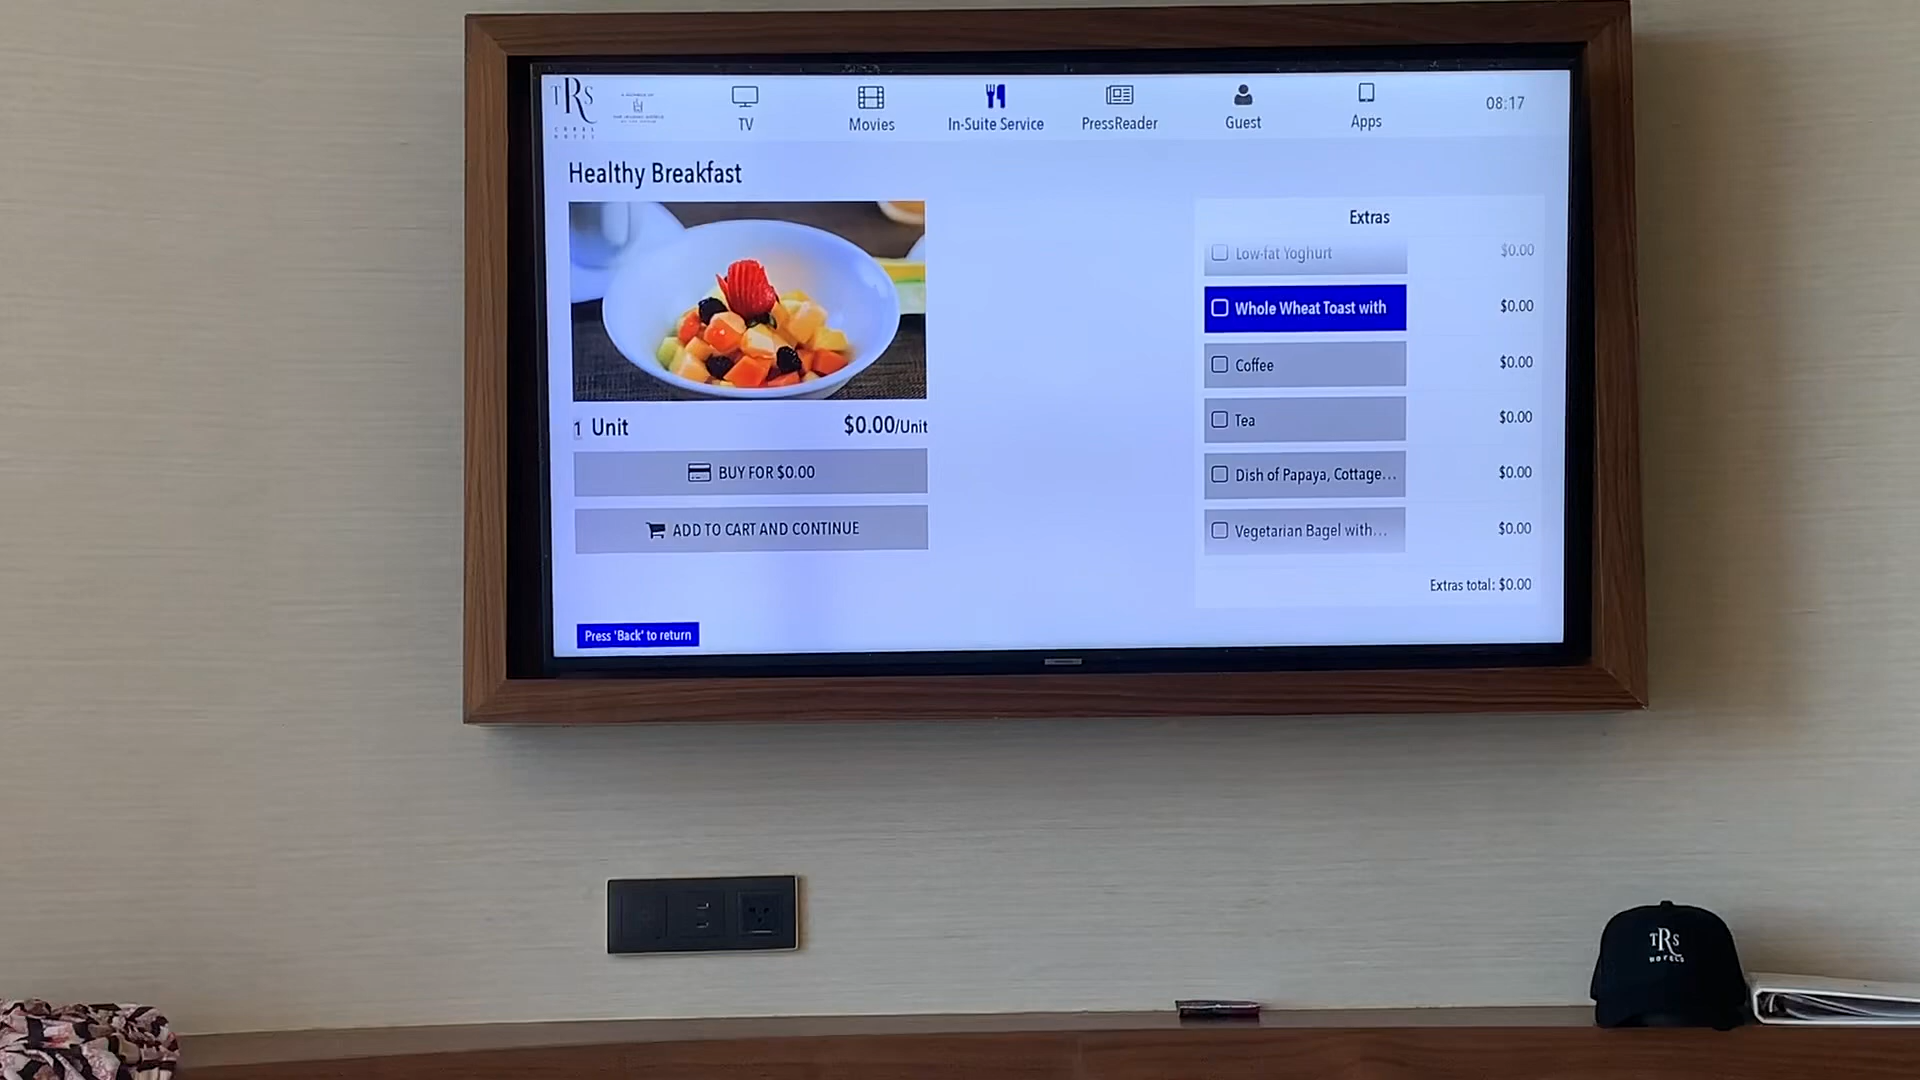 TRS
CORAL
HOTEL
TV
Movies
In-Suite Service
PressReader
Guest
Apps
08:17
Healthy Breakfast
1 Unit
$0.00/Unit
BUY FOR $0.00
ADD TO CART AND CONTINUE
Press 'Back' to return
Extras
Low-fat Yoghurt $0.00
Whole Wheat Toast with $0.00
Coffee $0.00
Tea $0.00
Dish of Papaya, Cottage... $0.00
Vegetarian Bagel with... $0.00
Extras total: $0.00
TRS
HOTELS